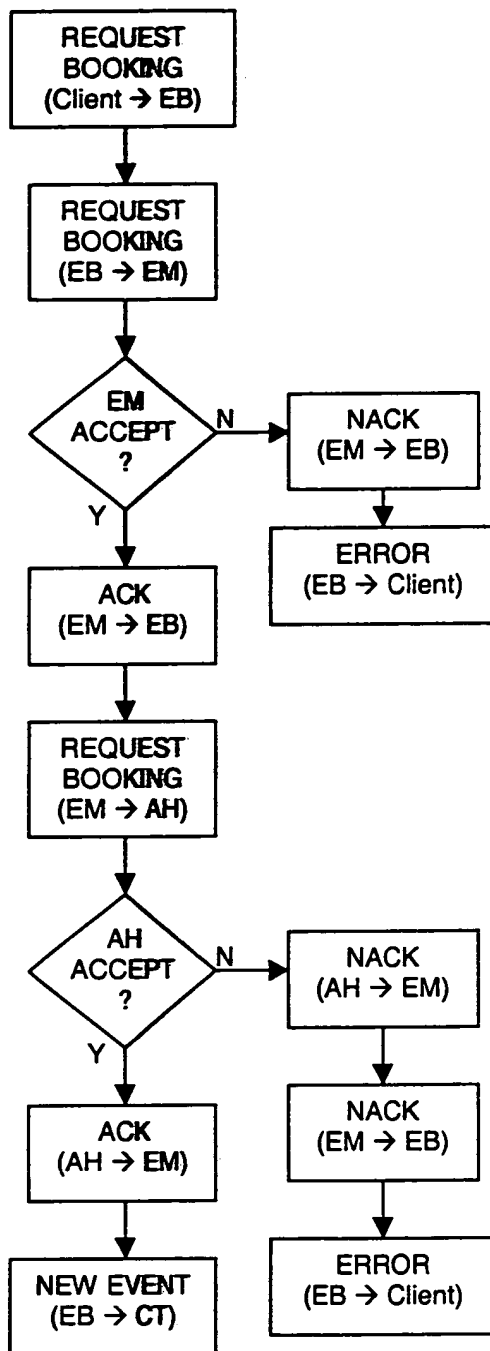 REQUEST
BOOKING
(Client → EB)
REQUEST
BOOKING
(EB → EM)
EM
ACCEPT
?
N
Y
NACK
(EM → EB)
ERROR
(EB → Client)
ACK
(EM → EB)
REQUEST
BOOKING
(EM → AH)
AH
ACCEPT
?
N
Y
NACK
(AH → EM)
NACK
(EM → EB)
ERROR
(EB → Client)
ACK
(AH → EM)
NEW EVENT
(EB → CT)